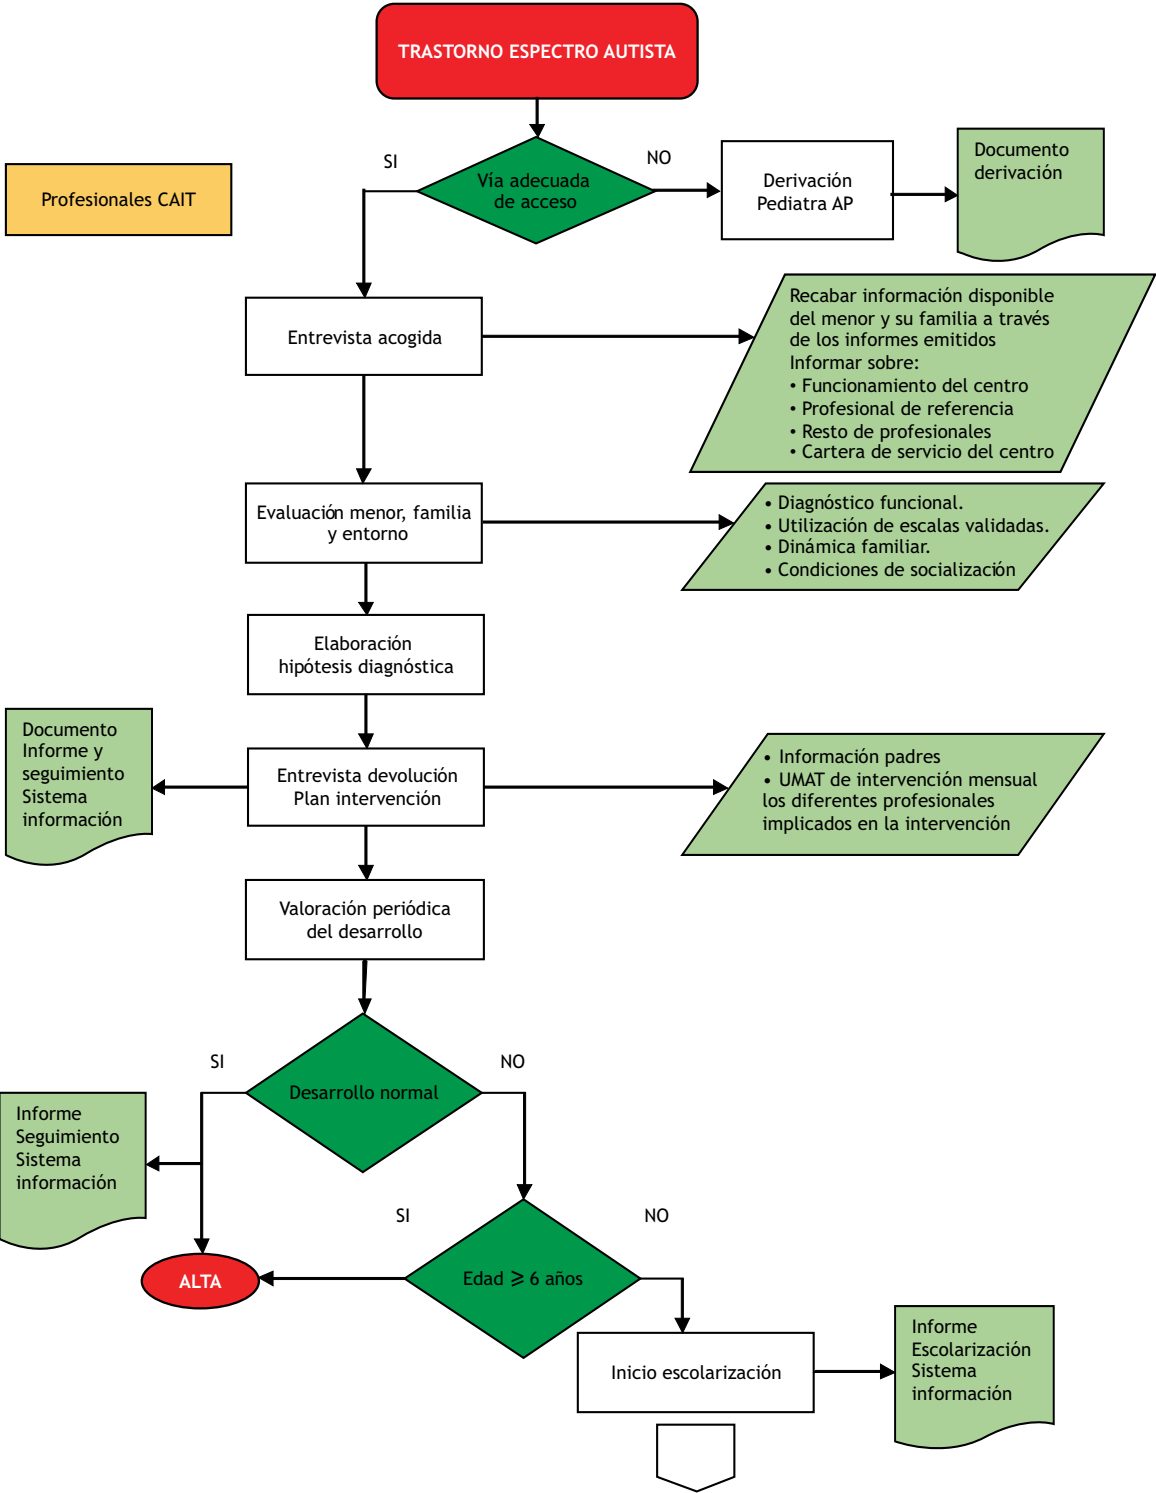 TRASTORNO ESPECTRO AUTISTA
SI
NO
Vía adecuada
de acceso
Derivación
Pediatra AP
Documento
derivación
Profesionales CAIT
Entrevista acogida
Recabar información disponible
del menor y su familia a través
de los informes emitidos
Informar sobre:
• Funcionamiento del centro
• Profesional de referencia
• Resto de profesionales
• Cartera de servicio del centro
Evaluación menor, familia
y entorno
• Diagnóstico funcional.
• Utilización de escalas validadas.
• Dinámica familiar.
• Condiciones de socialización
Elaboración
hipótesis diagnóstica
Documento
Informe y
seguimiento
Sistema
información
Entrevista devolución
Plan intervención
• Información padres
• UMAT de intervención mensual
los diferentes profesionales
implicados en la intervención
Valoración periódica
del desarrollo
SI
NO
Desarrollo normal
Informe
Seguimiento
Sistema
información
SI
NO
ALTA
Edad ⩾ 6 años
Inicio escolarización
Informe
Escolarización
Sistema
información